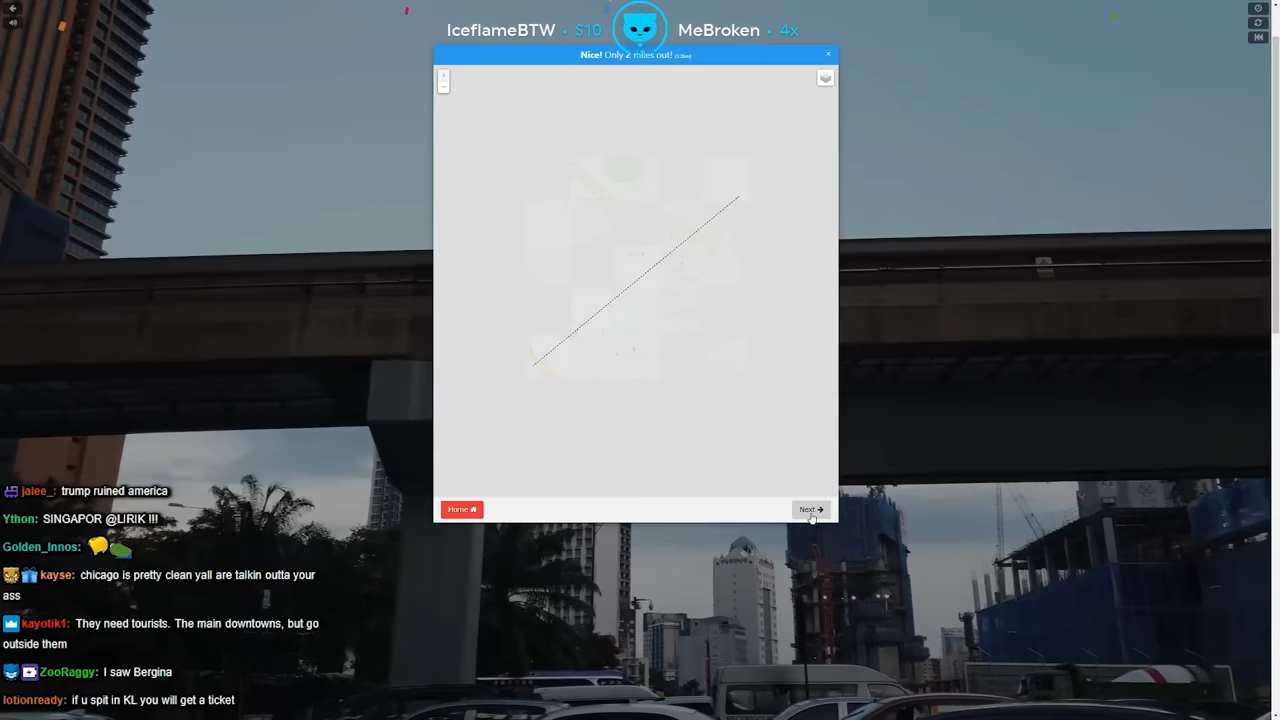 IceflameBTW • $10
MeBroken • 4x
Nice! Only 2 miles out!
×
+
−
Home
Next
jaiee_: trump ruined america
Ython: SINGAPOR @LIRIK !!!
Golden_Innos:
kayse: chicago is pretty clean yall are talkin outta your
ass
kayotik1: They need tourists. The main downtowns, but go
outside them
ZooRaggy: I saw Bergina
lotionready: if u spit in KL you will get a ticket